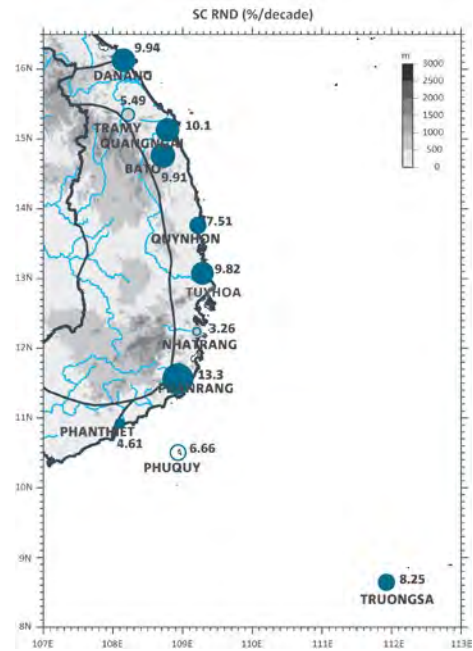 SC RND (%/decade)
16N
15N
14N
13N
12N
11N
10N
9N
8N
107E
108E
109E
110E
111E
112E
113E
m
3000
2500
2000
1500
1000
500
0
9.94
DANANG
5.49
TRAMY
10.1
QUANGNGAI
BATO
9.91
7.51
QUYNHON
9.82
TUYHOA
3.26
NHATRANG
13.3
PHANRANG
PHANTHIET
4.61
6.66
PHUQUY
8.25
TRUONGSA